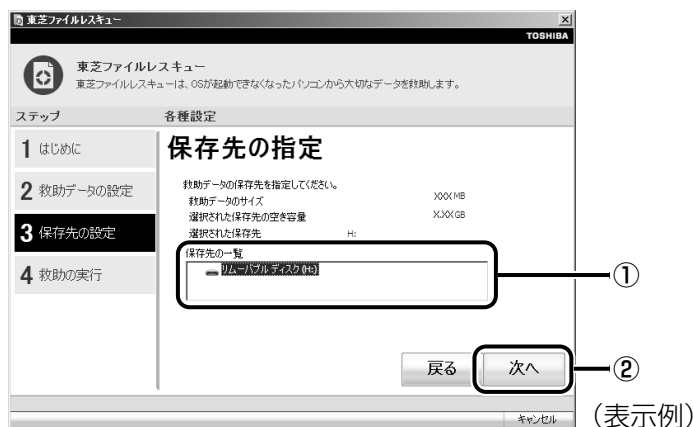 東芝ファイルレスキュー
TOSHIBA
東芝ファイルレスキュー
東芝ファイルレスキューは、OSが起動できなくなったパソコンから大切なデータを救助します。
ステップ
各種設定
1 はじめに
2 救助データの設定
3 保存先の設定
4 救助の実行
保存先の指定
救助データの保存先を指定してください。
救助データのサイズ XXX MB
選択された保存先の空き容量 X.XX GB
選択された保存先 H:
保存先の一覧
リムーバブル ディスク (H:)
①
戻る
次へ
②
キャンセル
（表示例）